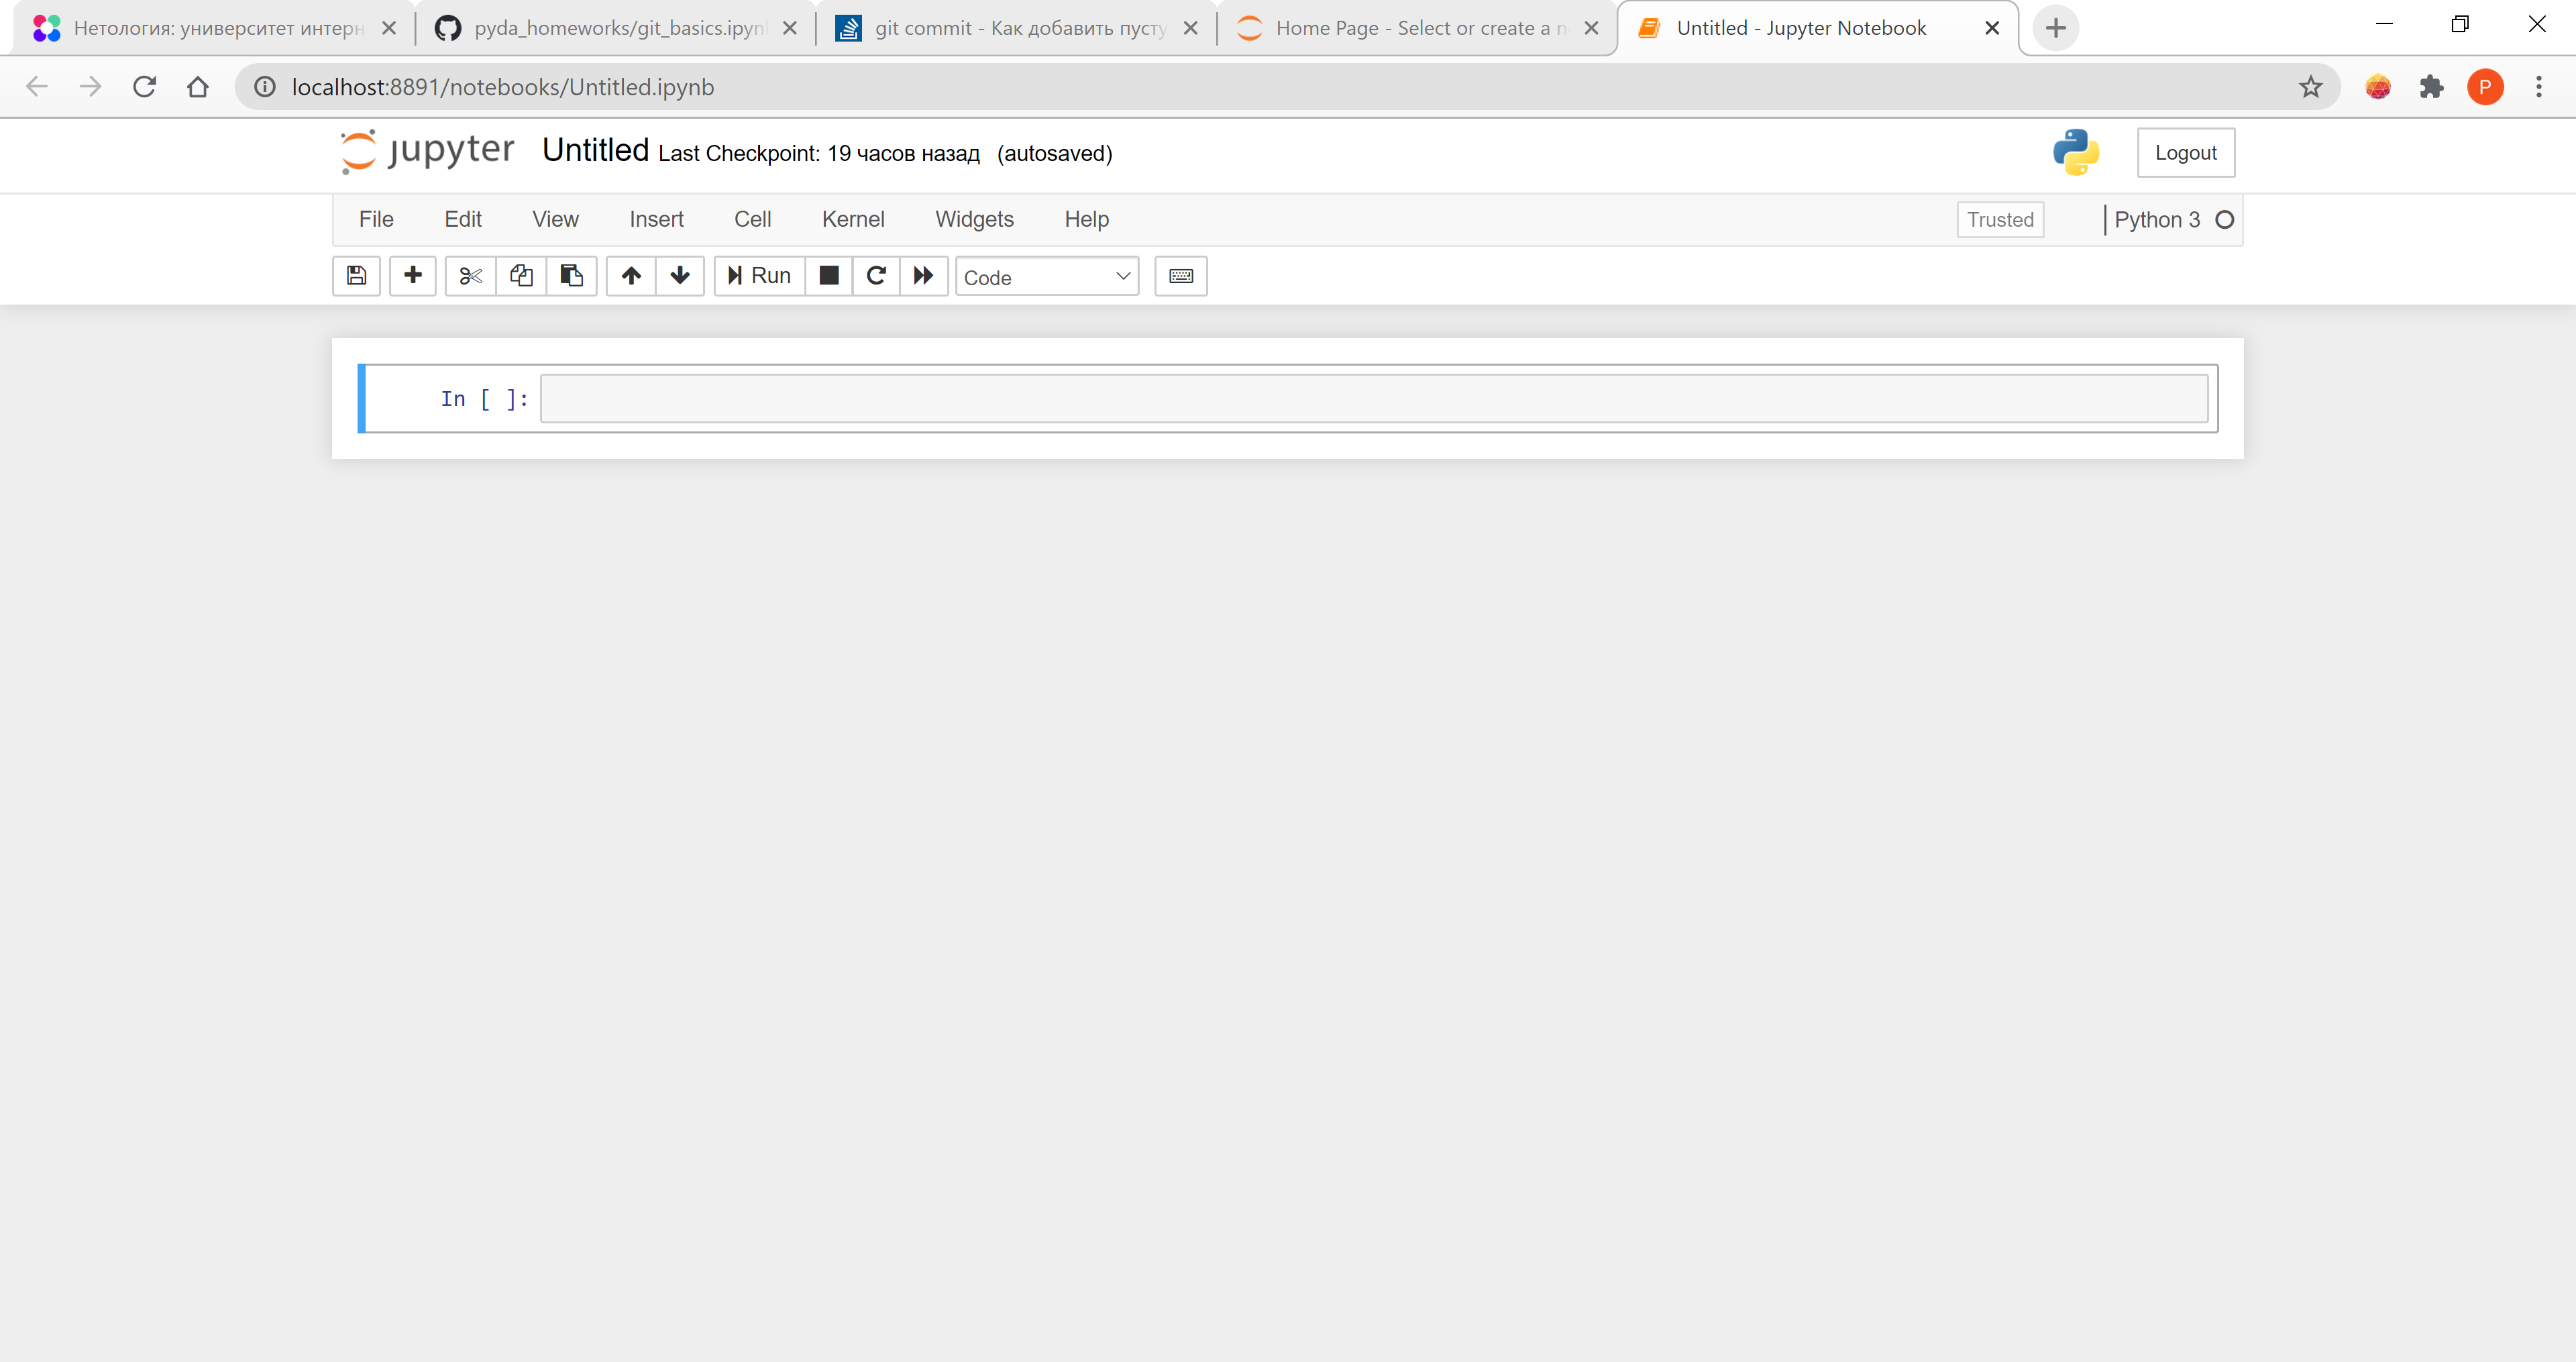 Нетология: университет интерн
pyda_homeworks/git_basics.ipyn
git commit - Как добавить пусту
Home Page - Select or create a n
Untitled - Jupyter Notebook
localhost:8891/notebooks/Untitled.ipynb
P
jupyter Untitled Last Checkpoint: 19 часов назад (autosaved)
Logout
File Edit View Insert Cell Kernel Widgets Help
Trusted Python 3
Run Code
In [ ]: